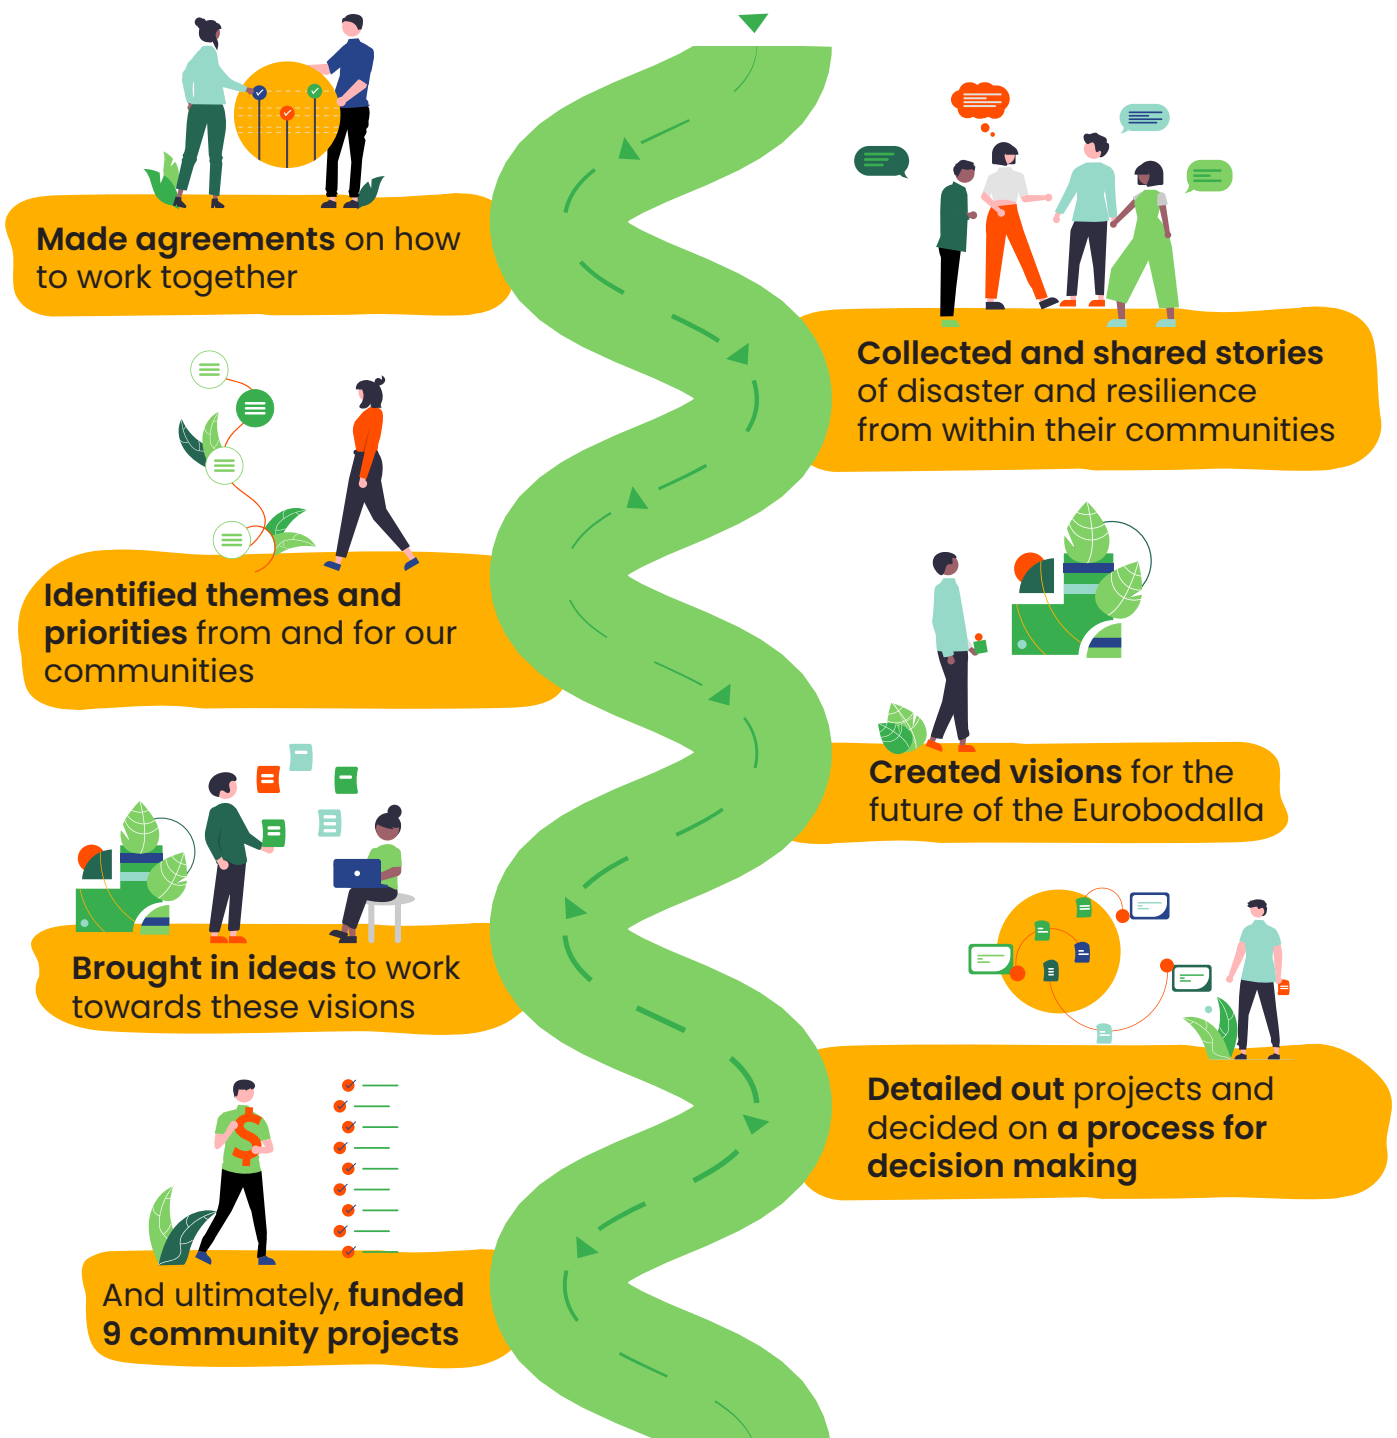 Made agreements on how
to work together
Collected and shared stories
of disaster and resilience
from within their communities
Identified themes and
priorities from and for our
communities
Created visions for the
future of the Eurobodalla
Brought in ideas to work
towards these visions
Detailed out projects and
decided on a process for
decision making
And ultimately, funded
9 community projects